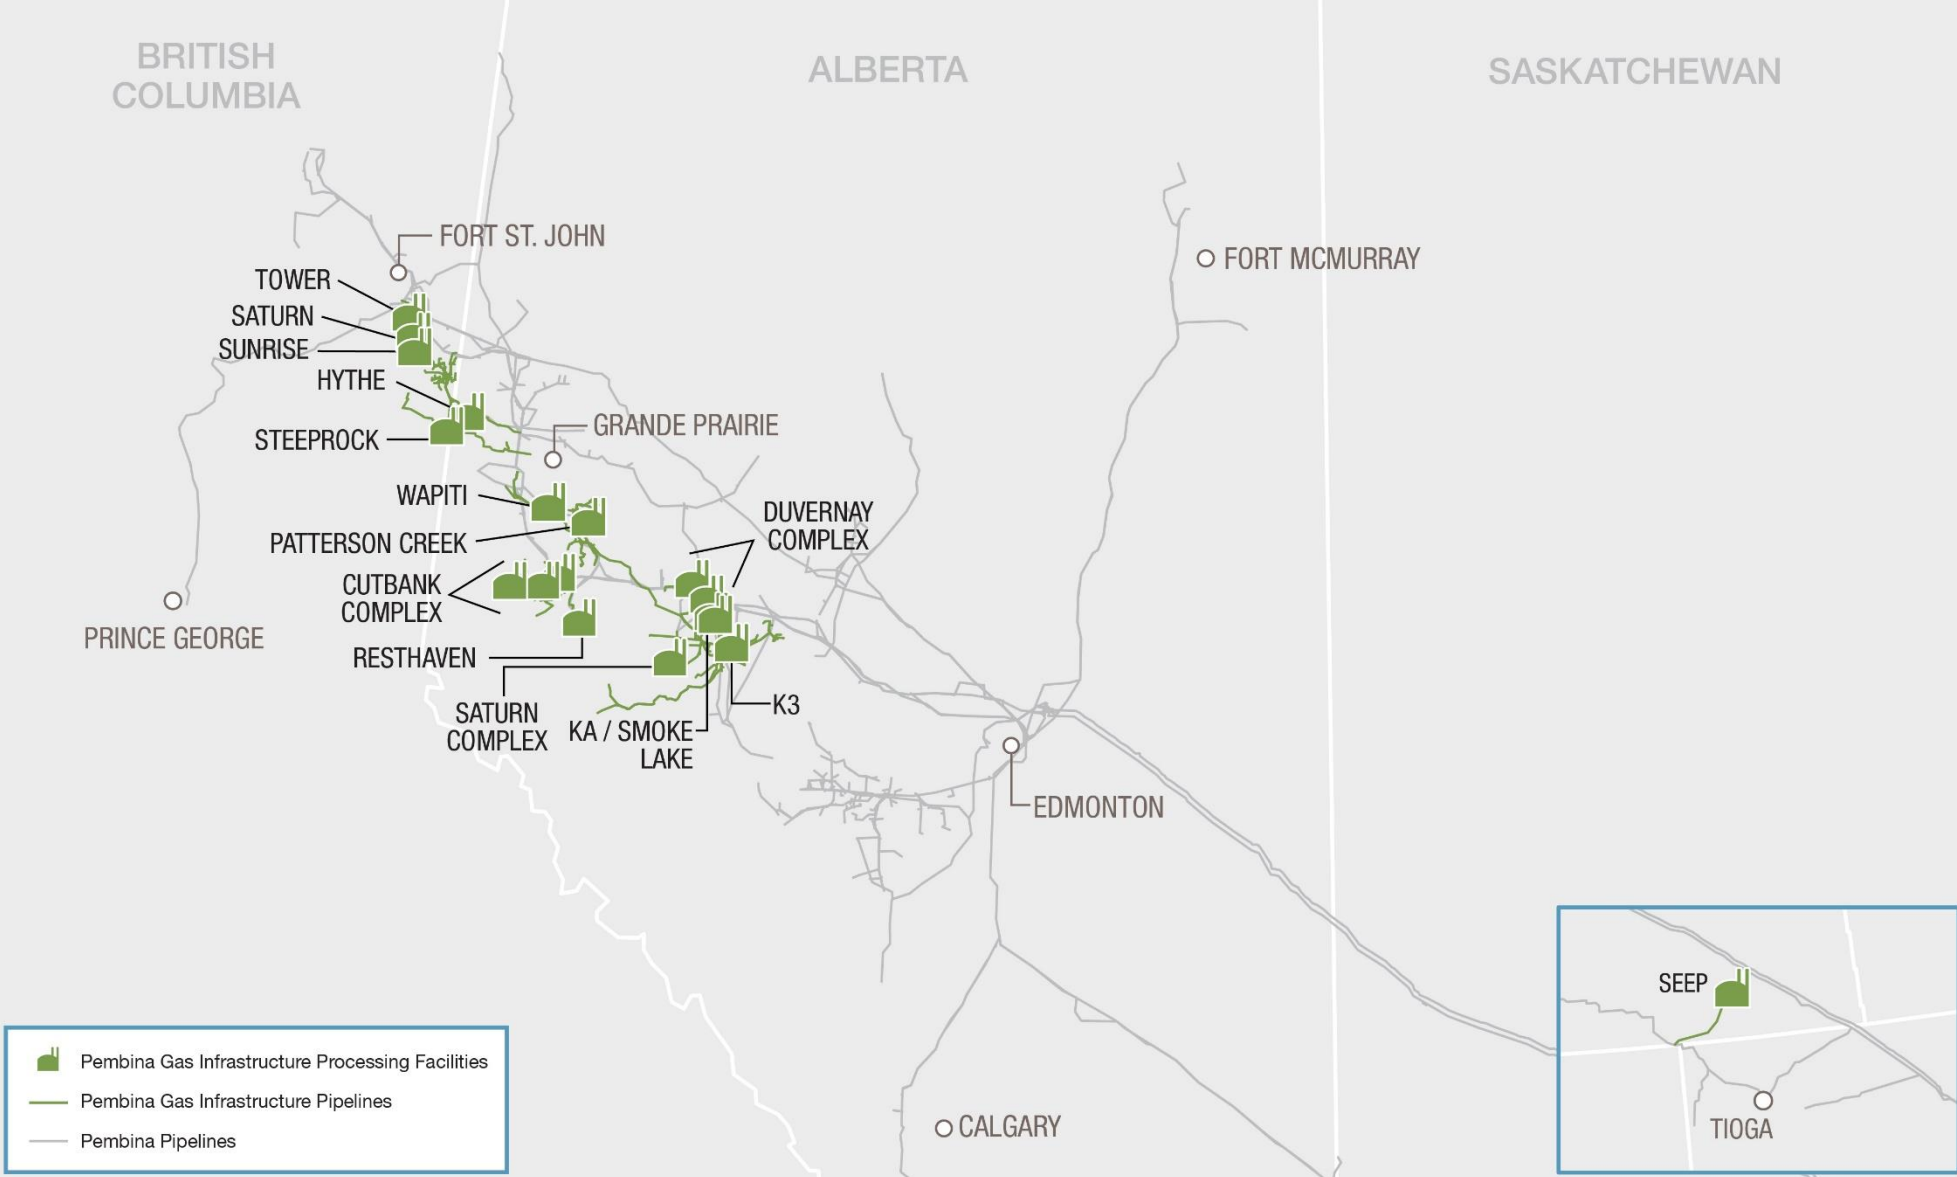 BRITISH
COLUMBIA
ALBERTA
SASKATCHEWAN
FORT ST. JOHN
FORT MCMURRAY
TOWER
SATURN
SUNRISE
HYTHE
STEEPROCK
GRANDE PRAIRIE
WAPITI
PATTERSON CREEK
DUVERNAY
COMPLEX
CUTBANK
COMPLEX
PRINCE GEORGE
RESTHAVEN
SATURN
COMPLEX
KA / SMOKE
LAKE
K3
EDMONTON
CALGARY
SEEP
TIOGA
Pembina Gas Infrastructure Processing Facilities
Pembina Gas Infrastructure Pipelines
Pembina Pipelines